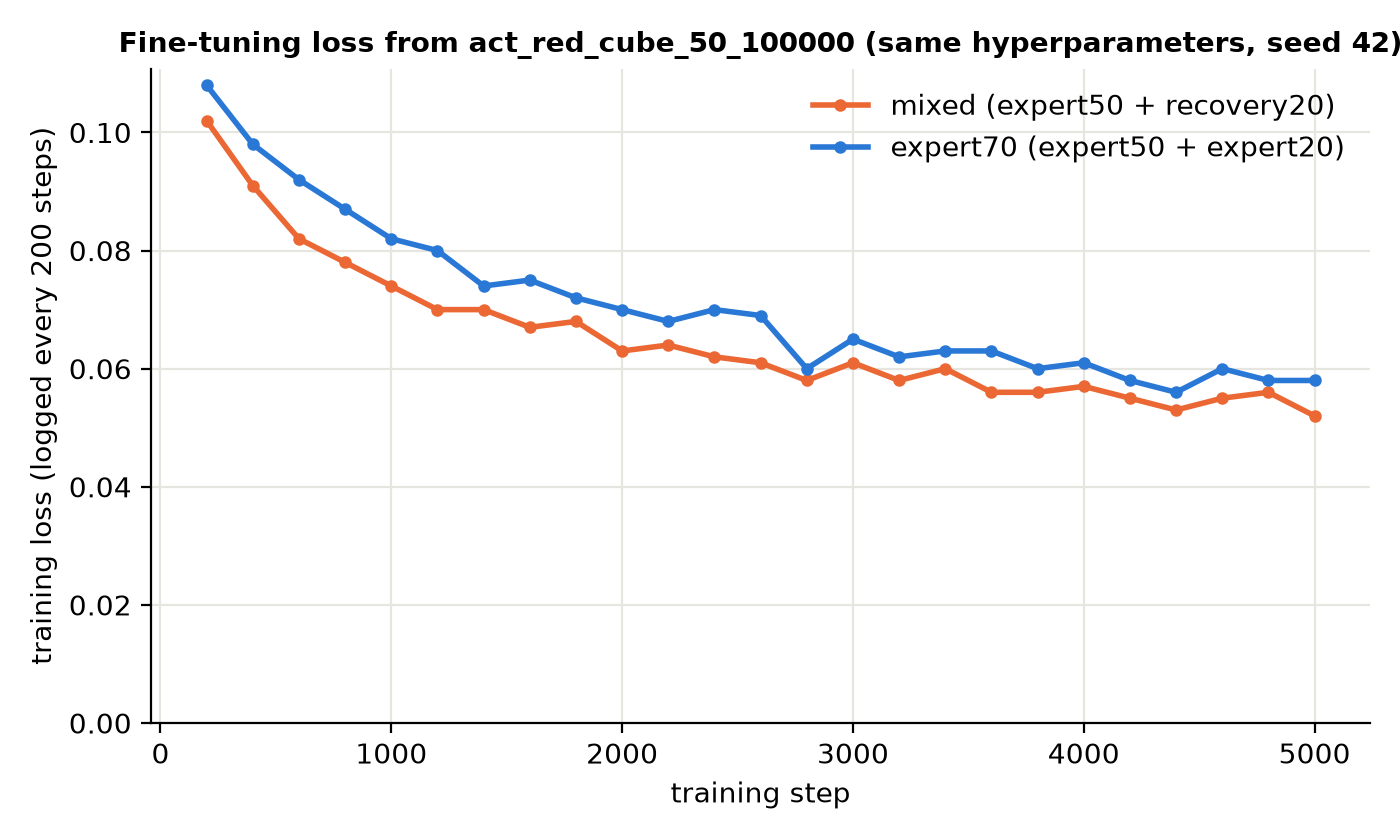 Fine-tuning loss from act_red_cube_50_100000 (same hyperparameters, seed 42)
mixed (expert50 + recovery20)
expert70 (expert50 + expert20)
training loss (logged every 200 steps)
0.10
0.08
0.06
0.04
0.02
0.00
0 1000 2000 3000 4000 5000
training step